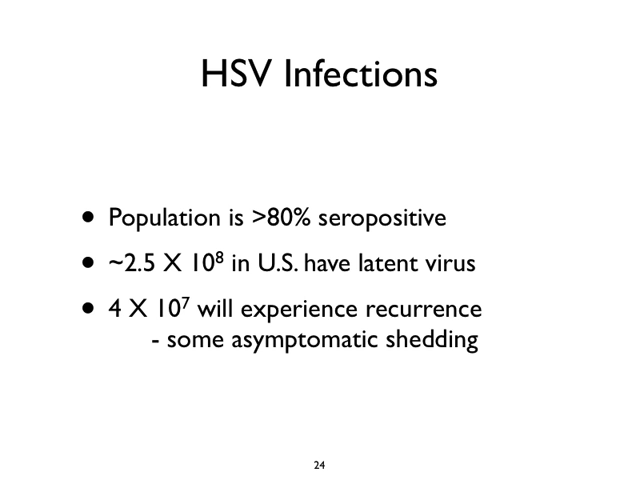 HSV Infections
• Population is >80% seropositive
• ~2.5 X 10⁸ in U.S. have latent virus
• 4 X 10⁷ will experience recurrence
- some asymptomatic shedding
24